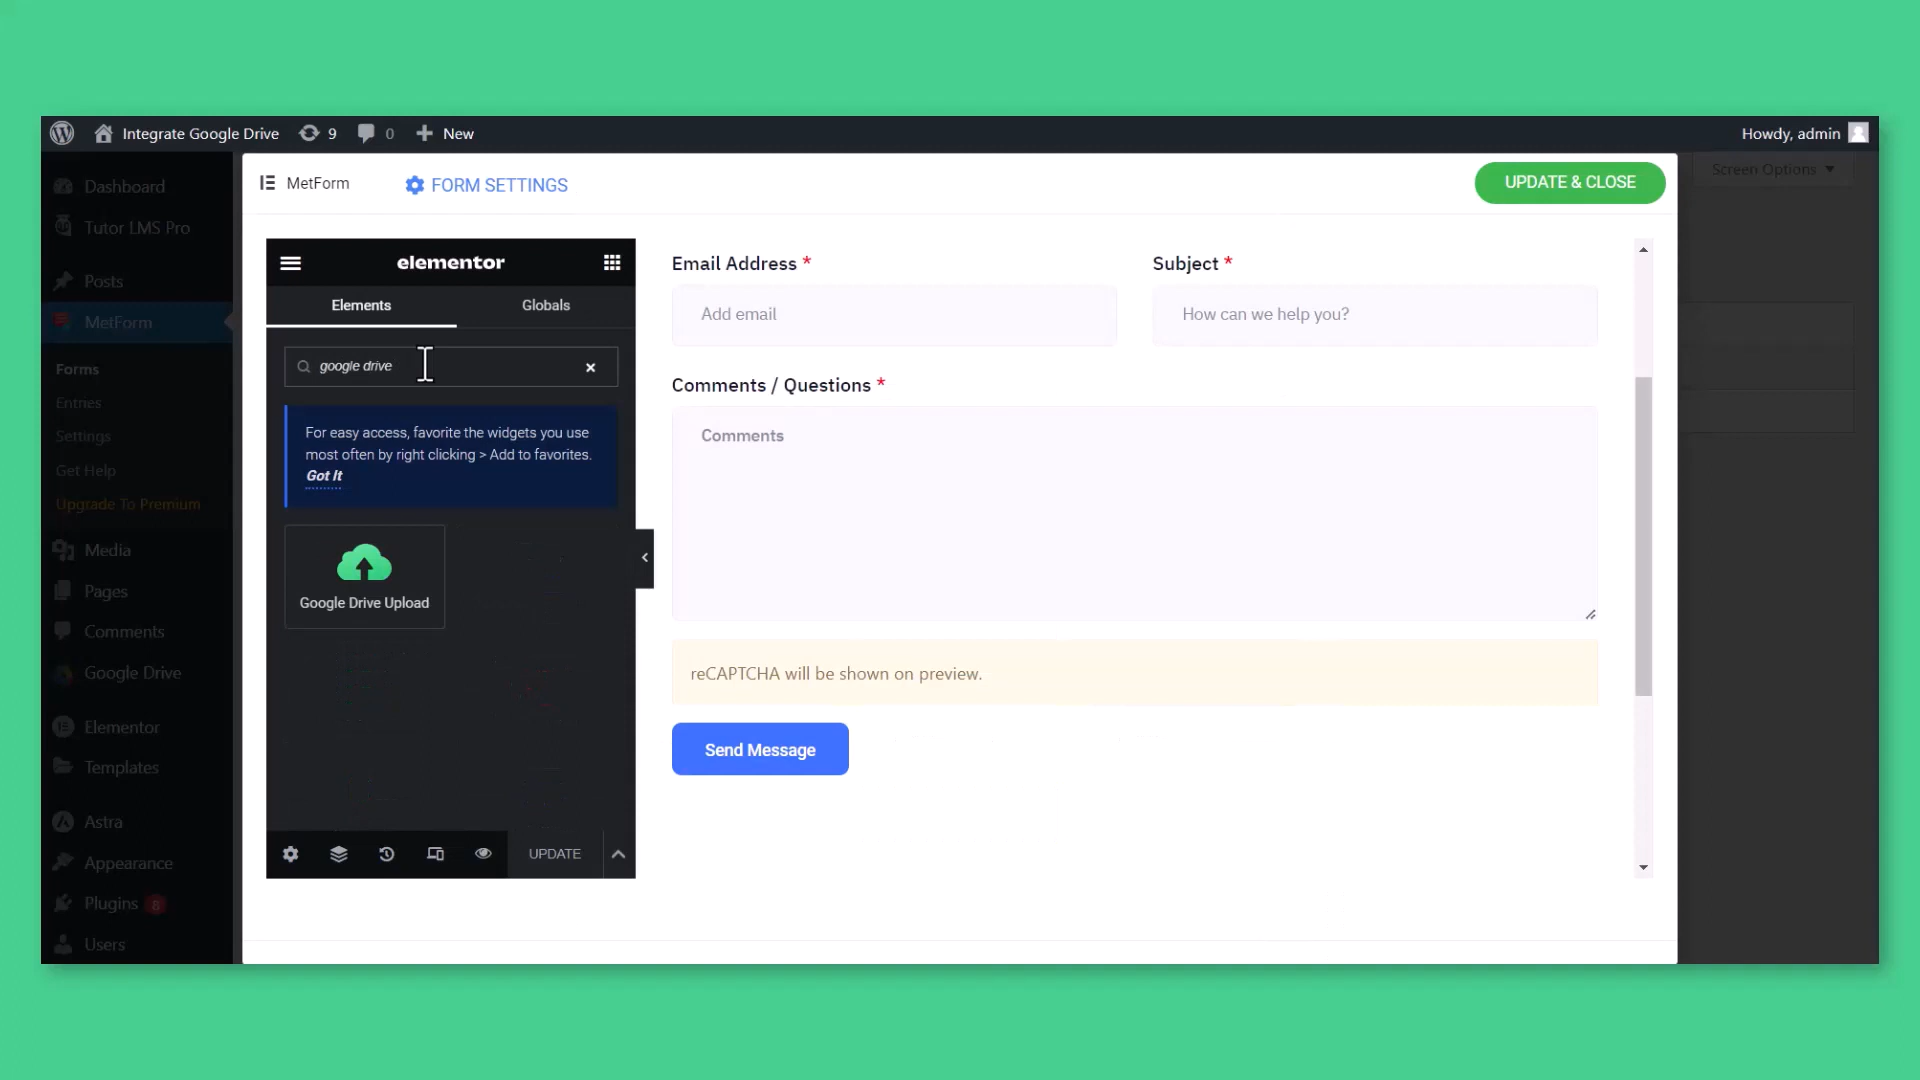 Integrate Google Drive 9 0 New Howdy, admin
Dashboard
Tutor LMS Pro
Posts
MetForm
Forms
Entries
Settings
Get Help
Upgrade To Premium
Media
Pages
Comments
Google Drive
Elementor
Templates
Astra
Appearance
Plugins 8
Users
MetForm FORM SETTINGS UPDATE & CLOSE
Screen Options
elementor
Elements Globals
google drive
For easy access, favorite the widgets you use
most often by right clicking > Add to favorites.
Got It
Google Drive Upload
UPDATE
Email Address * Subject *
Add email How can we help you?
Comments / Questions *
Comments
reCAPTCHA will be shown on preview.
Send Message